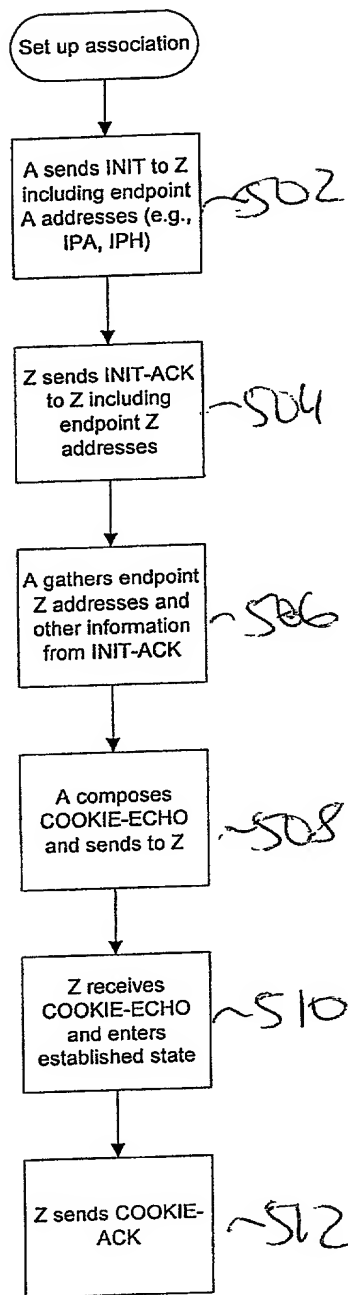 Set up association
A sends INIT to Z
including endpoint
A addresses (e.g.,
IPA, IPH)
502
Z sends INIT-ACK
to Z including
endpoint Z
addresses
504
A gathers endpoint
Z addresses and
other information
from INIT-ACK
506
A composes
COOKIE-ECHO
and sends to Z
508
Z receives
COOKIE-ECHO
and enters
established state
510
Z sends COOKIE-
ACK
512